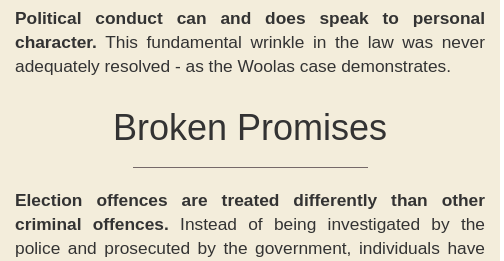 Political conduct can and does speak to personal
character. This fundamental wrinkle in the law was never
adequately resolved - as the Woolas case demonstrates.
Broken Promises
Election offences are treated differently than other
criminal offences. Instead of being investigated by the
police and prosecuted by the government, individuals have